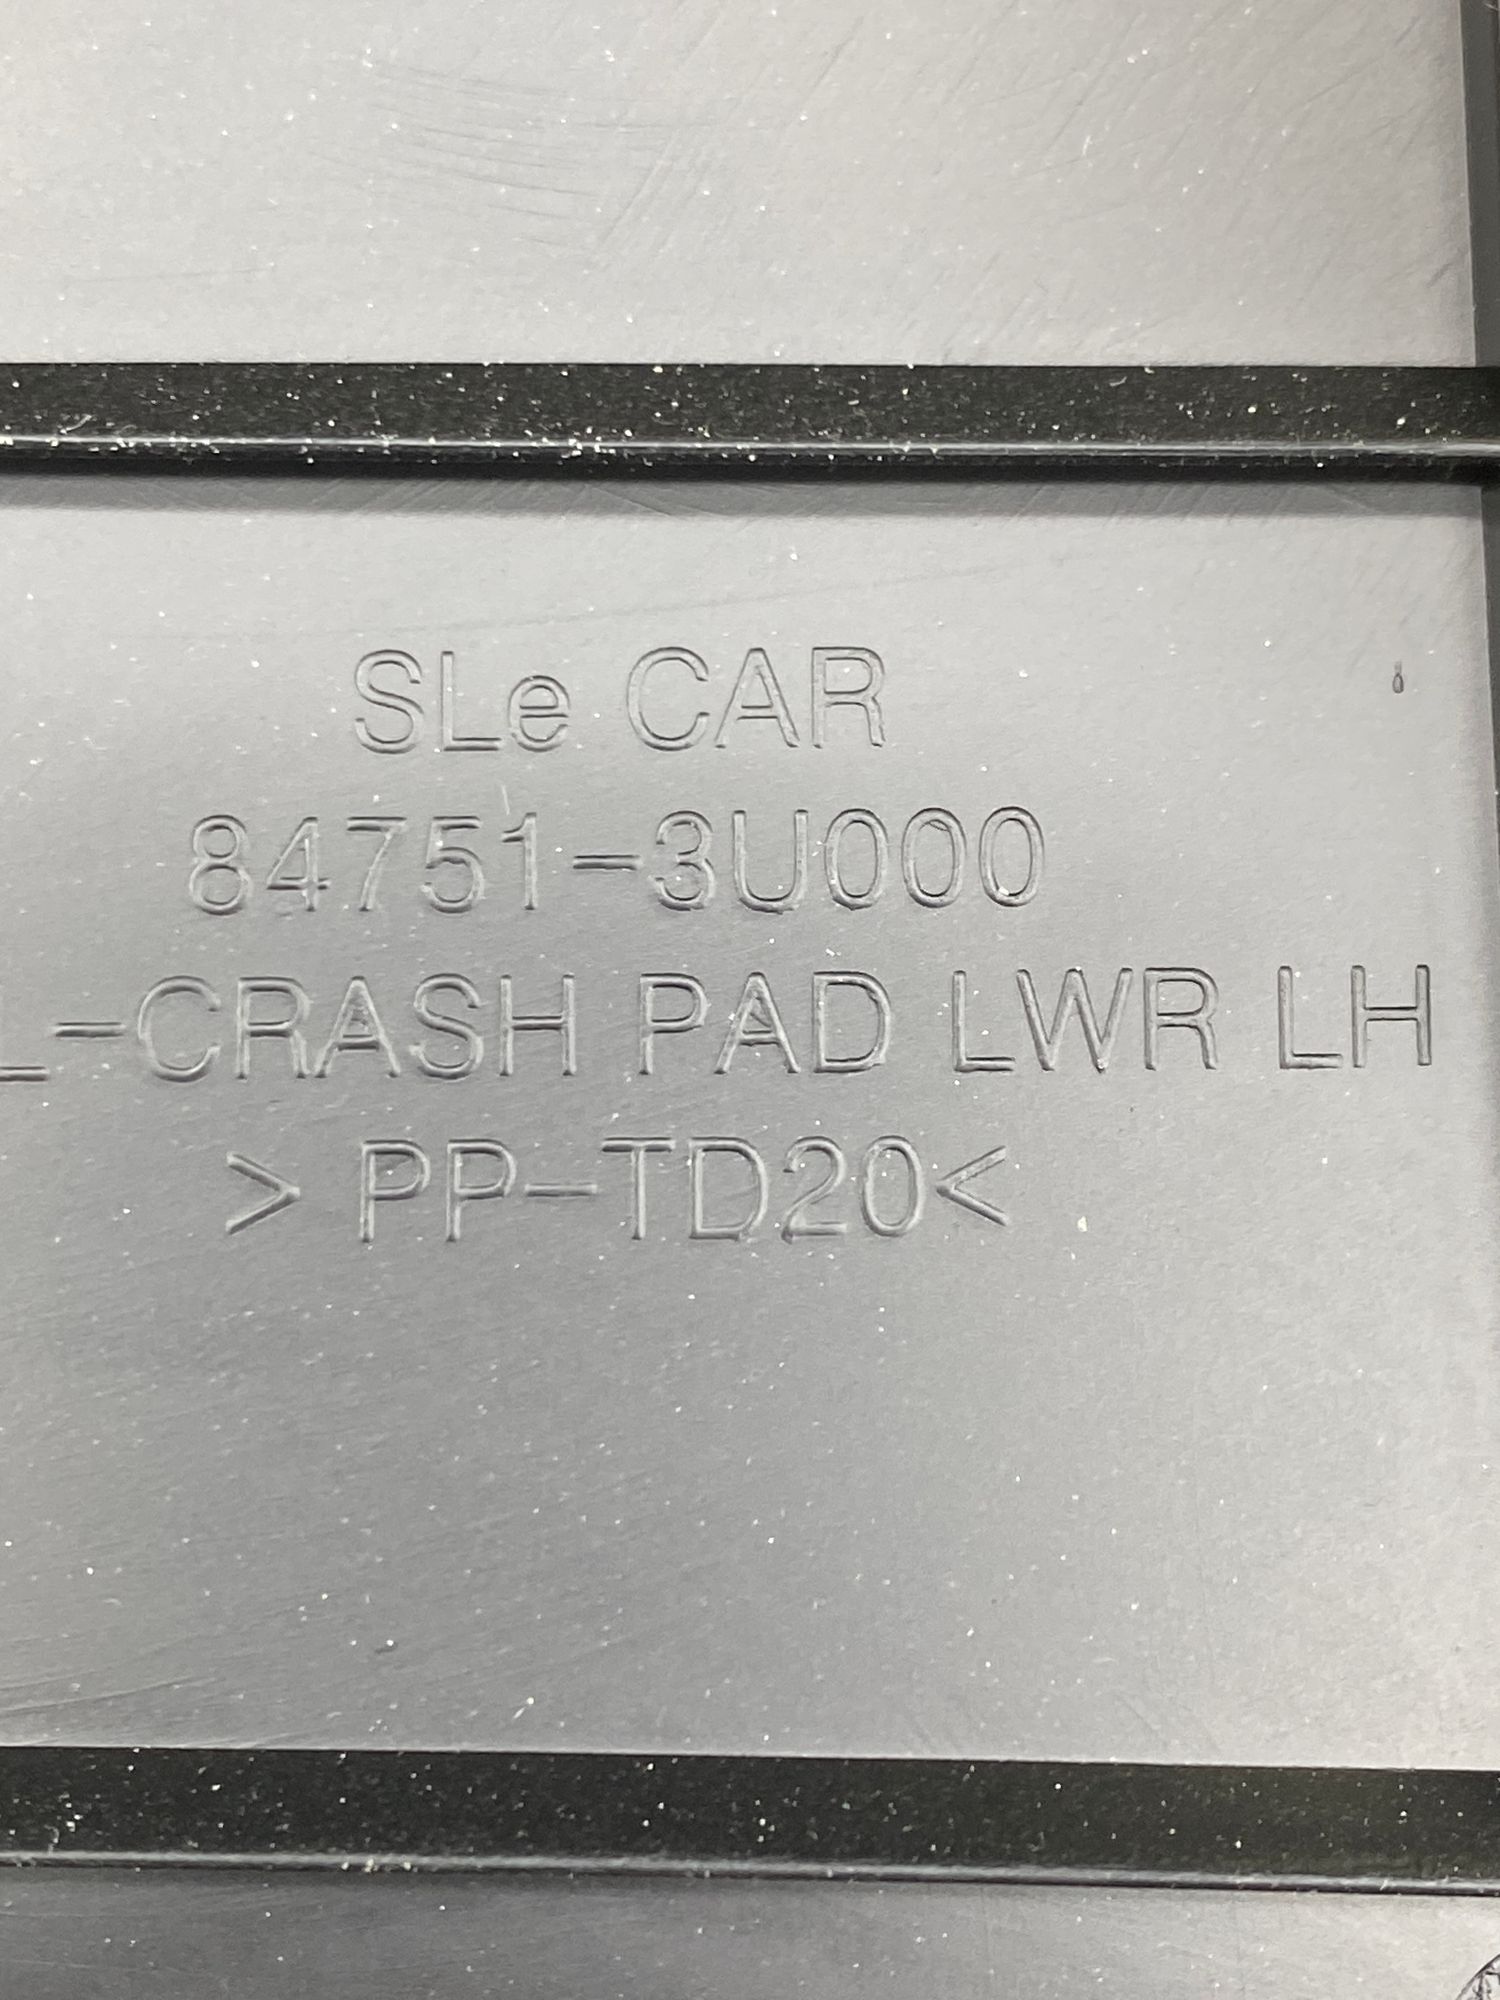 SLe CAR
84751-3U000
L-CRASH PAD LWR LH
> PP-TD20<